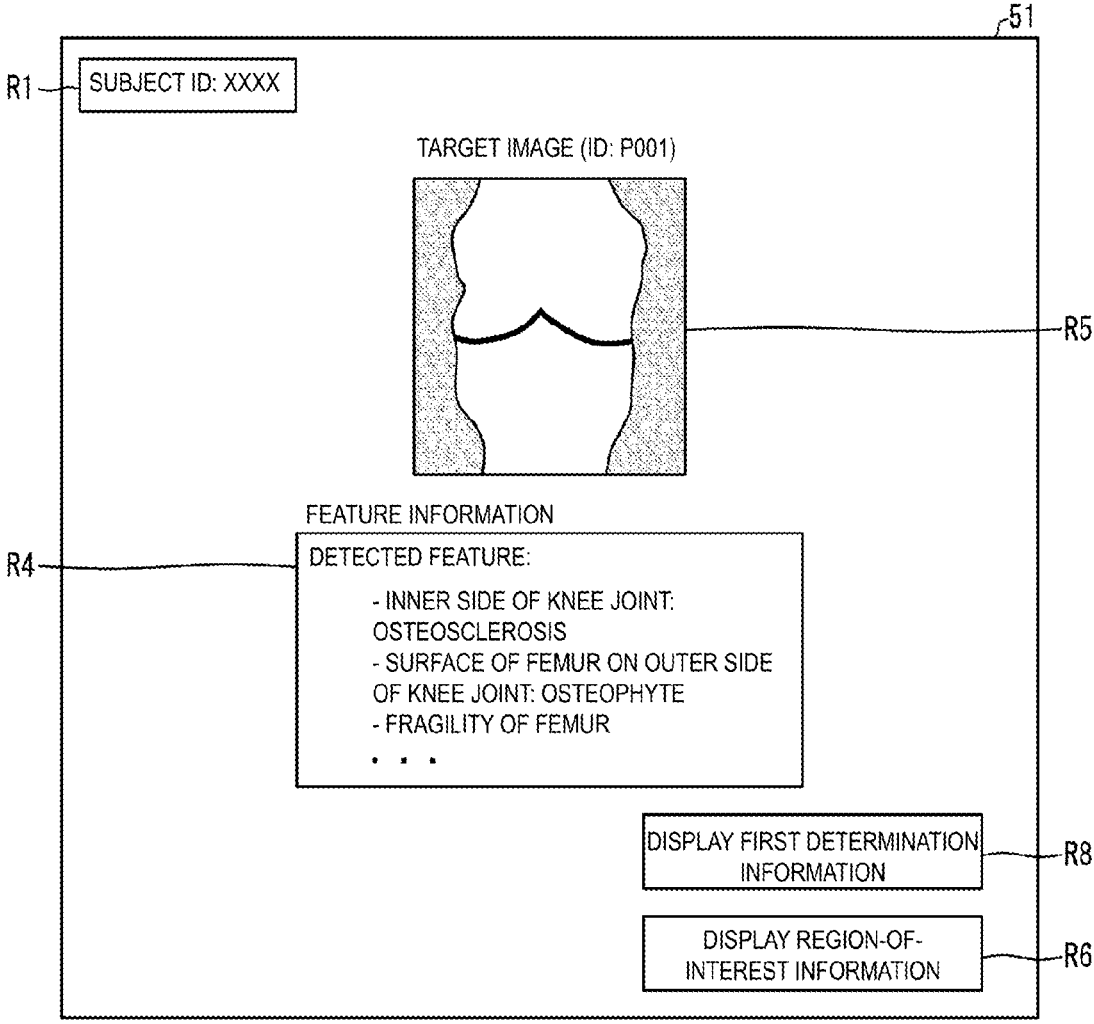 51
R1
SUBJECT ID: XXXX
TARGET IMAGE (ID: P001)
R5
FEATURE INFORMATION
R4
DETECTED FEATURE:
- INNER SIDE OF KNEE JOINT:
OSTEOSCLEROSIS
- SURFACE OF FEMUR ON OUTER SIDE
OF KNEE JOINT: OSTEOPHYTE
- FRAGILITY OF FEMUR
. . .
DISPLAY FIRST DETERMINATION
INFORMATION
R8
DISPLAY REGION-OF-
INTEREST INFORMATION
R6